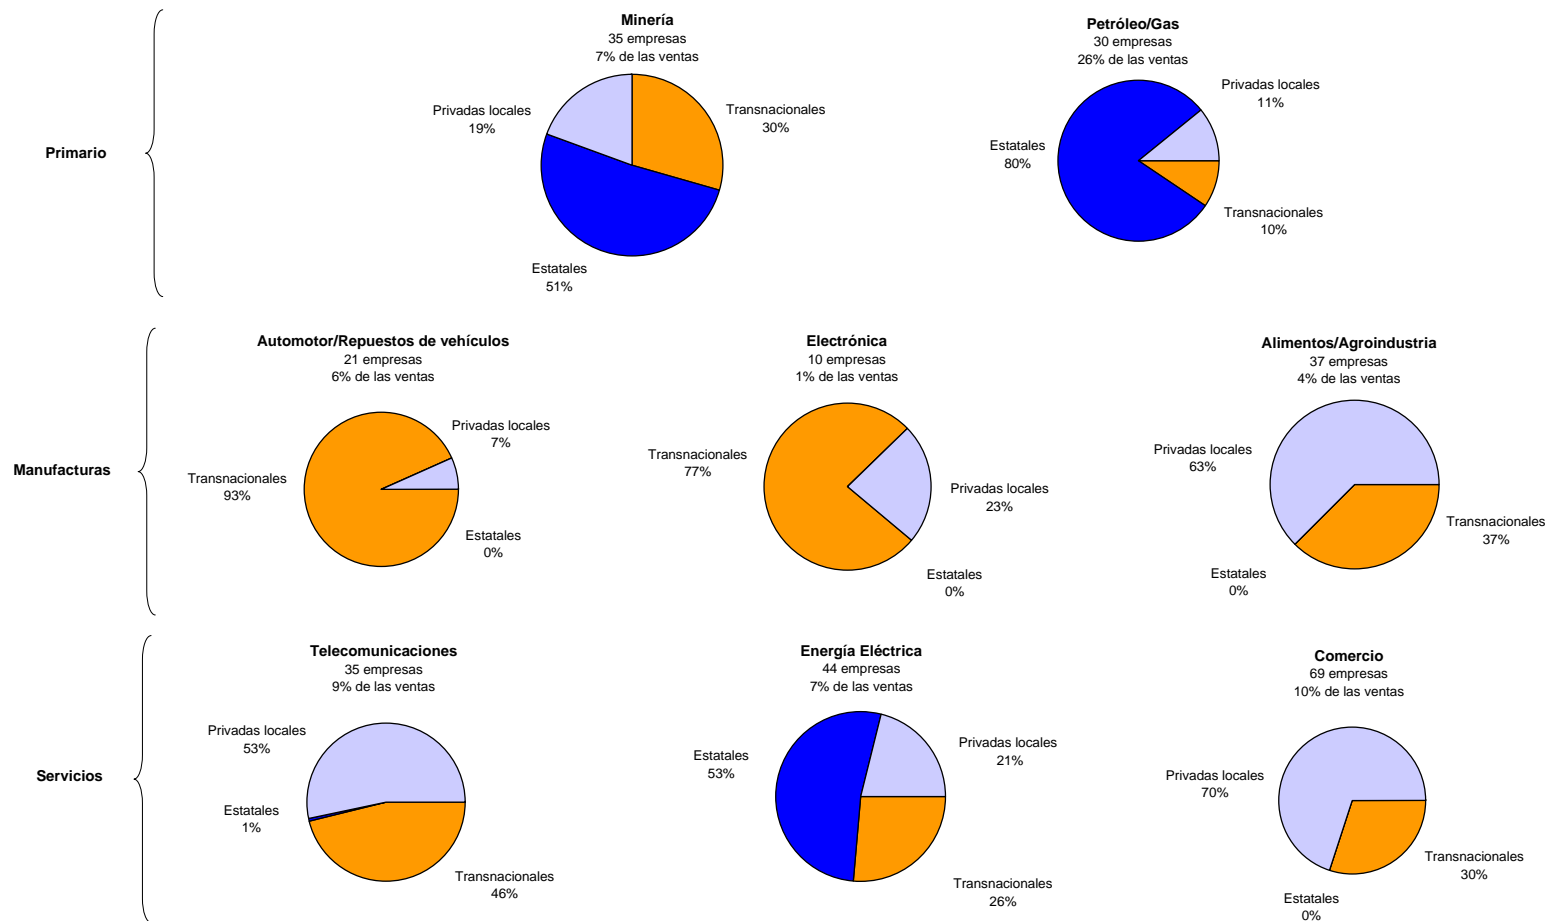 Primario
Minería
35 empresas
7% de las ventas
Privadas locales
19%
Transnacionales
30%
Estatales
51%
Petróleo/Gas
30 empresas
26% de las ventas
Privadas locales
11%
Estatales
80%
Transnacionales
10%
Manufacturas
Automotor/Repuestos de vehículos
21 empresas
6% de las ventas
Privadas locales
7%
Transnacionales
93%
Estatales
0%
Electrónica
10 empresas
1% de las ventas
Transnacionales
77%
Privadas locales
23%
Estatales
0%
Alimentos/Agroindustria
37 empresas
4% de las ventas
Privadas locales
63%
Transnacionales
37%
Estatales
0%
Servicios
Telecomunicaciones
35 empresas
9% de las ventas
Privadas locales
53%
Estatales
1%
Transnacionales
46%
Energía Eléctrica
44 empresas
7% de las ventas
Estatales
53%
Privadas locales
21%
Transnacionales
26%
Comercio
69 empresas
10% de las ventas
Privadas locales
70%
Transnacionales
30%
Estatales
0%